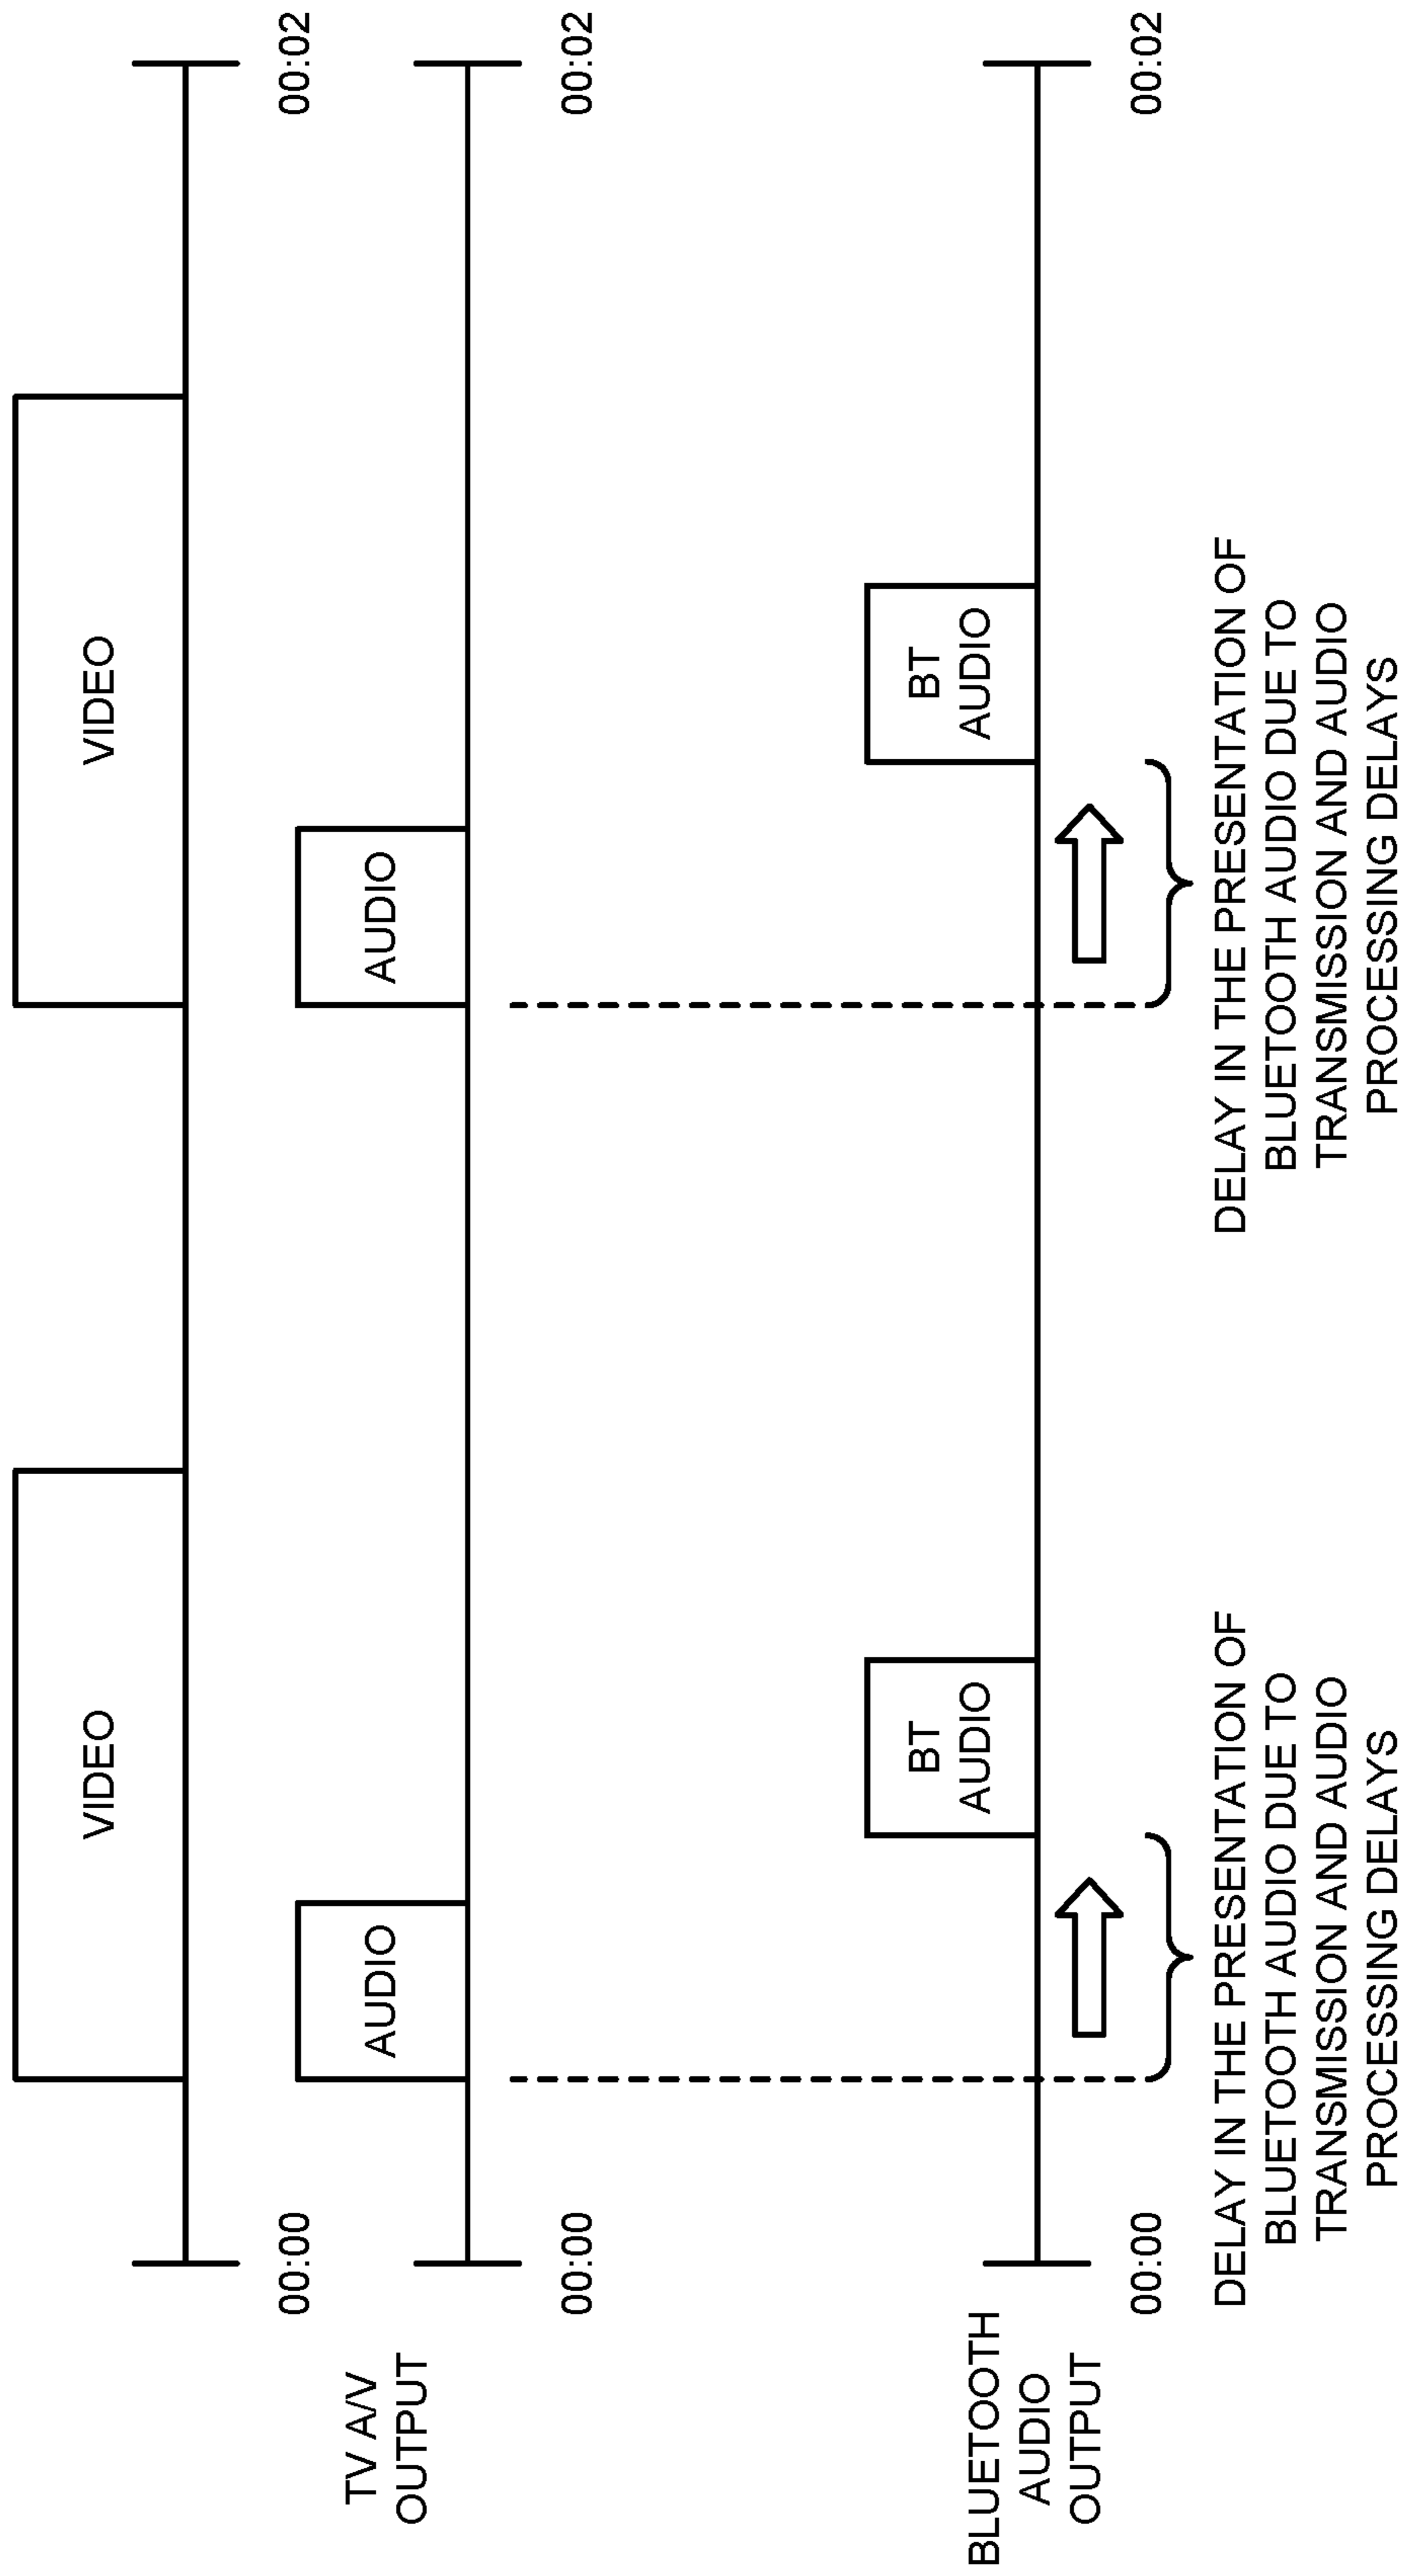 VIDEO
VIDEO
00:00
00:02
TV A/V
OUTPUT
AUDIO
AUDIO
00:00
00:02
BLUETOOTH
AUDIO
OUTPUT
BT
AUDIO
BT
AUDIO
00:00
00:02
DELAY IN THE PRESENTATION OF
BLUETOOTH AUDIO DUE TO
TRANSMISSION AND AUDIO
PROCESSING DELAYS
DELAY IN THE PRESENTATION OF
BLUETOOTH AUDIO DUE TO
TRANSMISSION AND AUDIO
PROCESSING DELAYS